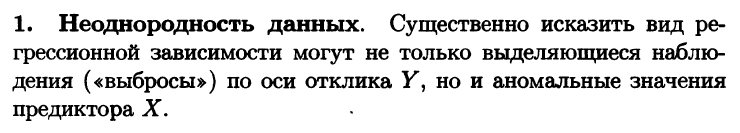 1. Неоднородность данных. Существенно исказить вид ре-
грессионной зависимости могут не только выделяющиеся наблю-
дения («выбросы») по оси отклика Y, но и аномальные значения
предиктора X.